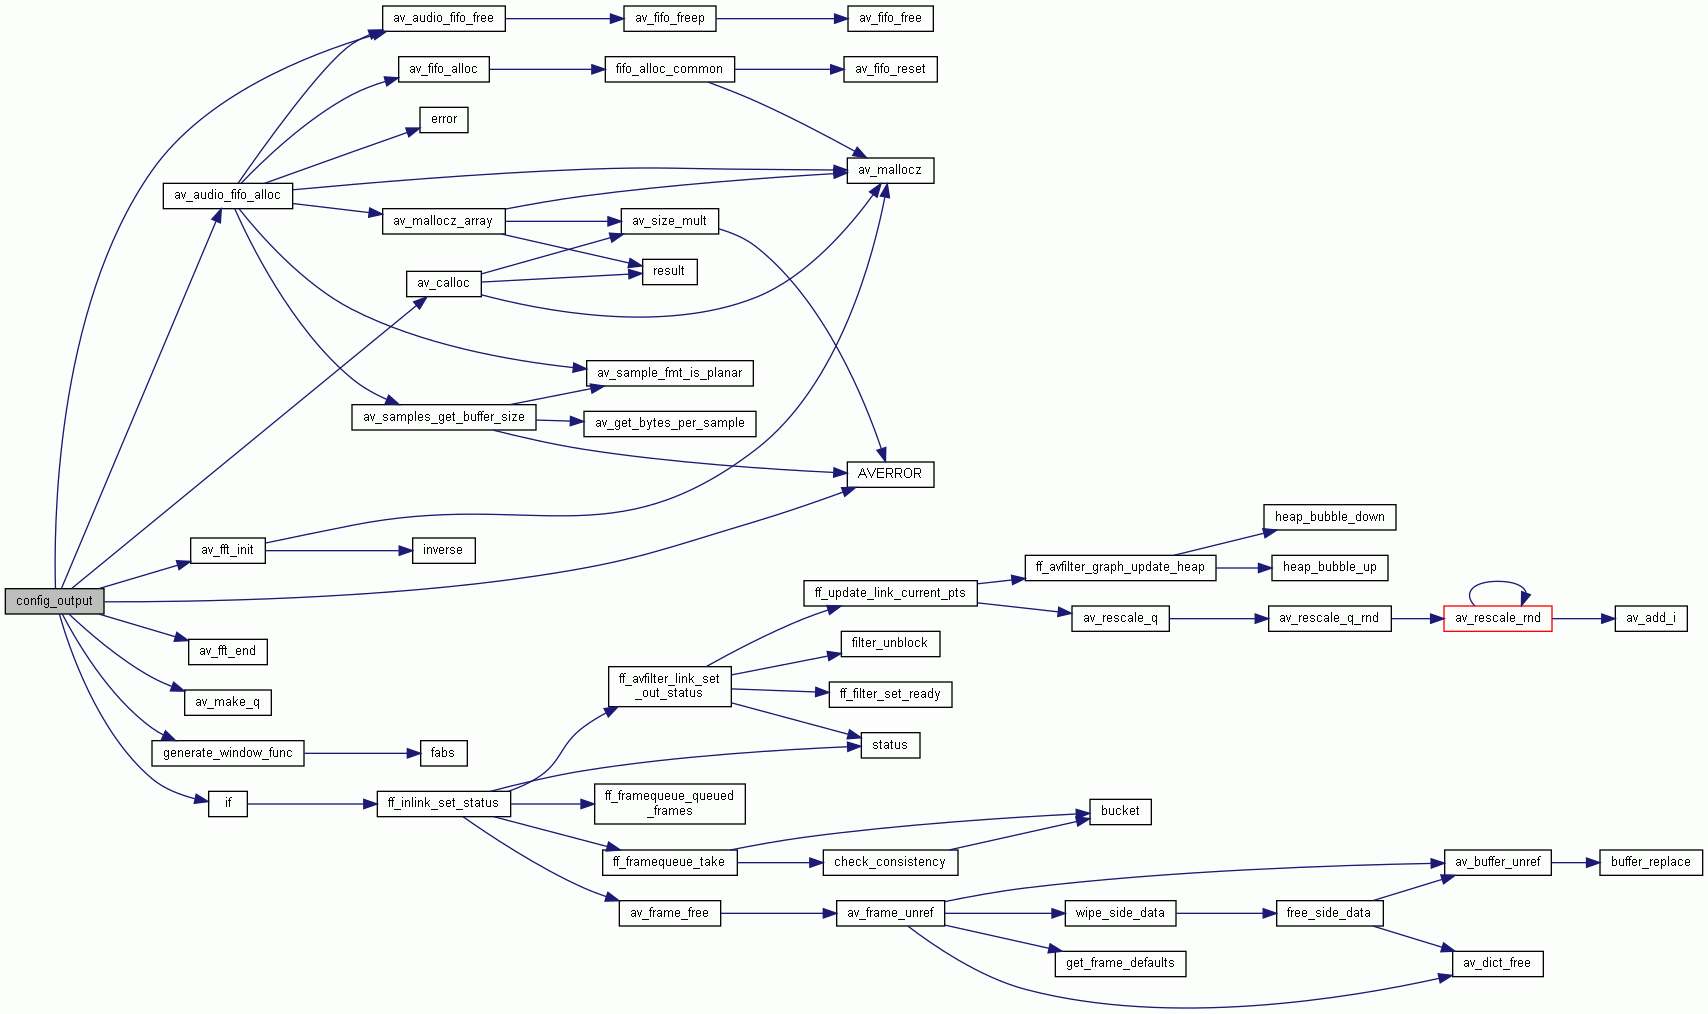 av_audio_fifo_free
av_fifo_freep
av_fifo_free
av_fifo_alloc
fifo_alloc_common
av_fifo_reset
error
av_mallocz
av_audio_fifo_alloc
av_mallocz_array
av_size_mult
result
av_calloc
av_sample_fmt_is_planar
av_samples_get_buffer_size
av_get_bytes_per_sample
AVERROR
heap_bubble_down
av_fft_init
inverse
ff_avfilter_graph_update_heap
heap_bubble_up
config_output
ff_update_link_current_pts
av_rescale_q
av_rescale_q_rnd
av_rescale_rnd
av_add_i
av_fft_end
filter_unblock
ff_avfilter_link_set
_out_status
ff_filter_set_ready
av_make_q
status
generate_window_func
fabs
if
ff_inlink_set_status
ff_framequeue_queued
_frames
bucket
ff_framequeue_take
check_consistency
av_buffer_unref
buffer_replace
av_frame_free
av_frame_unref
wipe_side_data
free_side_data
get_frame_defaults
av_dict_free